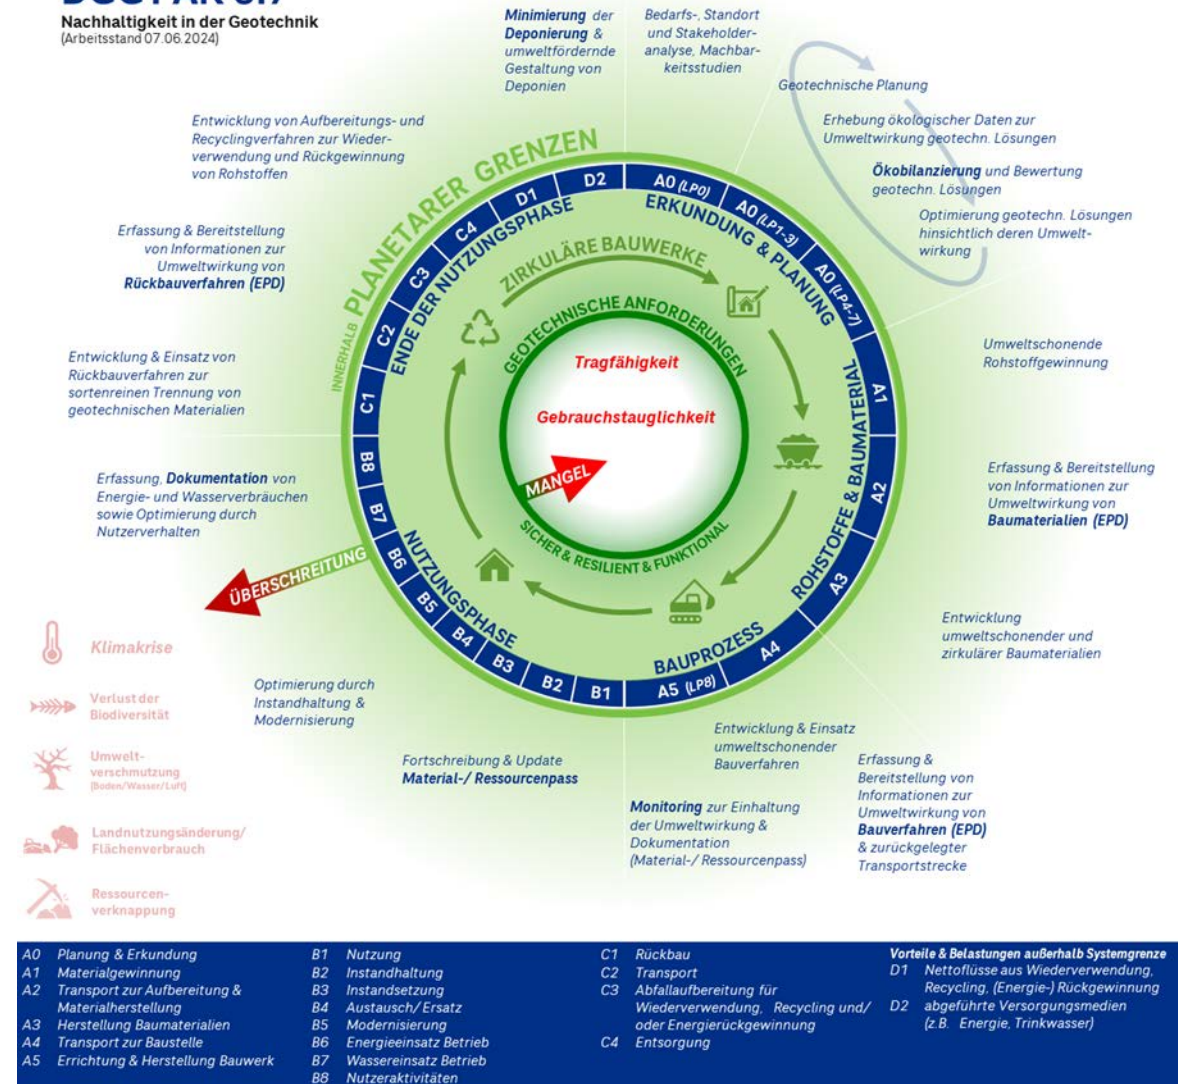 Nachhaltigkeit in der Geotechnik
(Arbeitsstand 07.06.2024)
Minimierung der
Deponierung &
umweltfördernde
Gestaltung von
Deponien
Bedarfs-, Standort
und Stakeholder-
analyse, Machbar-
keitsstudien
Geotechnische Planung
Erhebung ökologischer Daten zur
Umweltwirkung geotechn. Lösungen
Ökobilanzierung und Bewertung
geotechn. Lösungen
Optimierung geotechn. Lösungen
hinsichtlich deren Umwelt-
wirkung
Entwicklung von Aufbereitungs- und
Recyclingverfahren zur Wieder-
verwendung und Rückgewinnung
von Rohstoffen
Erfassung & Bereitstellung
von Informationen zur
Umweltwirkung von
Rückbauverfahren (EPD)
Entwicklung & Einsatz von
Rückbauverfahren zur
sortenreinen Trennung von
geotechnischen Materialien
Erfassung, Dokumentation von
Energie- und Wasserverbräuchen
sowie Optimierung durch
Nutzerverhalten
INNERHALB PLANETARER GRENZEN
A0 (LP0)
A0 (LP1-3)
A0 (LP4-7)
A1
A2
A3
A4
A5 (LP8)
B1
B2
B3
B4
B5
B6
B7
B8
C1
C2
C3
C4
D1
D2
ERKUNDUNG & PLANUNG
ROHSTOFFE & BAUMATERIAL
BAUPROZESS
NUTZUNGSPHASE
ENDE DER NUTZUNGSPHASE
ZIRKULÄRE BAUWERKE
GEOTECHNISCHE ANFORDERUNGEN
Tragfähigkeit
Gebrauchstauglichkeit
MANGEL
SICHER & RESILIENT & FUNKTIONAL
ÜBERSCHREITUNG
Umweltschonende
Rohstoffgewinnung
Erfassung & Bereitstellung
von Informationen zur
Umweltwirkung von
Baumaterialien (EPD)
Entwicklung
umweltschonender und
zirkulärer Baumaterialien
Erfassung &
Bereitstellung von
Informationen zur
Umweltwirkung von
Bauverfahren (EPD)
& zurückgelegter
Transportstrecke
Entwicklung & Einsatz
umweltschonender
Bauverfahren
Monitoring zur Einhaltung
der Umweltwirkung &
Dokumentation
(Material-/ Ressourcenpass)
Fortschreibung & Update
Material-/ Ressourcenpass
Optimierung durch
Instandhaltung &
Modernisierung
Klimakrise
Verlust der
Biodiversität
Umwelt-
verschmutzung
(Boden/Wasser/Luft)
Landnutzungsänderung/
Flächenverbrauch
Ressourcen-
verknappung
A0 Planung & Erkundung
A1 Materialgewinnung
A2 Transport zur Aufbereitung &
Materialherstellung
A3 Herstellung Baumaterialien
A4 Transport zur Baustelle
A5 Errichtung & Herstellung Bauwerk
B1 Nutzung
B2 Instandhaltung
B3 Instandsetzung
B4 Austausch/ Ersatz
B5 Modernisierung
B6 Energieeinsatz Betrieb
B7 Wassereinsatz Betrieb
B8 Nutzeraktivitäten
C1 Rückbau
C2 Transport
C3 Abfallaufbereitung für
Wiederverwendung, Recycling und/
oder Energierückgewinnung
C4 Entsorgung
Vorteile & Belastungen außerhalb Systemgrenze
D1 Nettoflüsse aus Wiederverwendung,
Recycling, (Energie-) Rückgewinnung
D2 abgeführte Versorgungsmedien
(z.B. Energie, Trinkwasser)